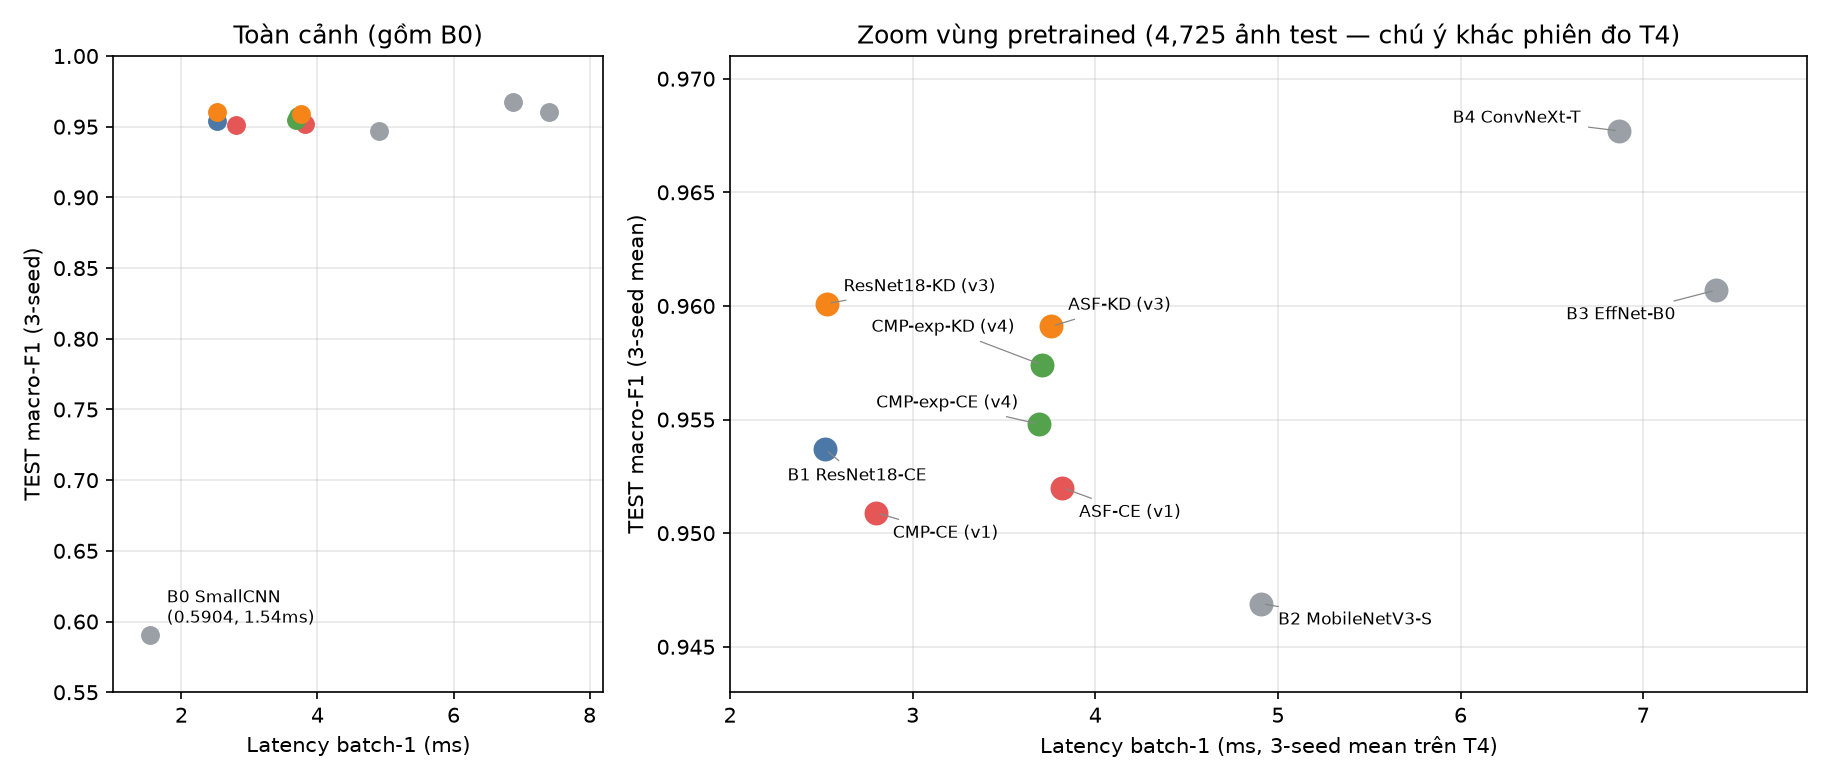 Toàn cảnh (gồm B0)
TEST macro-F1 (3-seed)
1.00
0.95
0.90
0.85
0.80
0.75
0.70
0.65
0.60
0.55
B0 SmallCNN
(0.5904, 1.54ms)
2
4
6
8
Latency batch-1 (ms)
Zoom vùng pretrained (4,725 ảnh test — chú ý khác phiên đo T4)
TEST macro-F1 (3-seed mean)
0.970
0.965
0.960
0.955
0.950
0.945
B4 ConvNeXt-T
ResNet18-KD (v3)
ASF-KD (v3)
B3 EffNet-B0
CMP-exp-KD (v4)
CMP-exp-CE (v4)
B1 ResNet18-CE
ASF-CE (v1)
CMP-CE (v1)
B2 MobileNetV3-S
2
3
4
5
6
7
Latency batch-1 (ms, 3-seed mean trên T4)